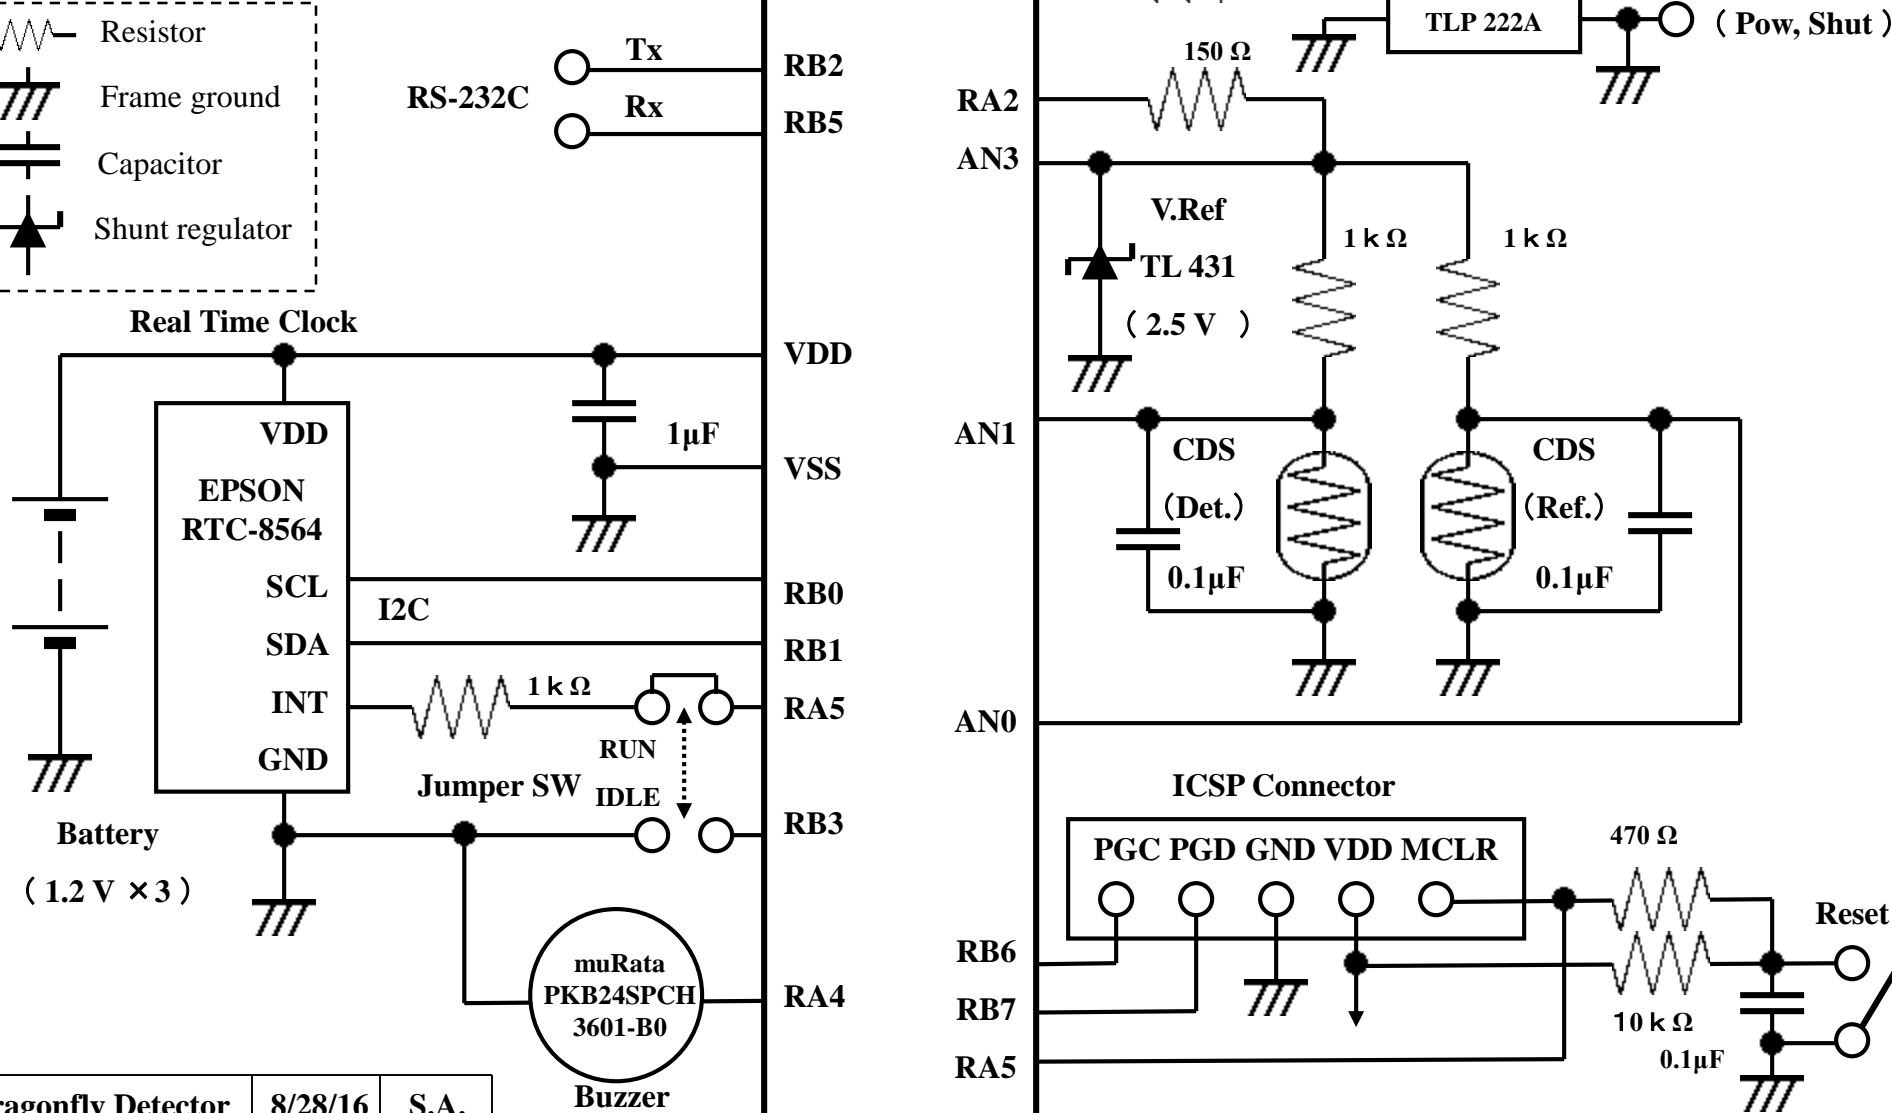 Resistor
Frame ground
Capacitor
Shunt regulator
RS-232C
Tx
Rx
RB2
RB5
Real Time Clock
VDD
1µF
VSS
VDD
EPSON
RTC-8564
SCL
SDA
INT
GND
I2C
RB0
RB1
1kΩ
RA5
RUN
Jumper SW
IDLE
RB3
Battery
(1.2 V ×3)
muRata
PKB24SPCH
3601-B0
RA4
Buzzer
ragonfly Detector 8/28/16 S.A.
TLP 222A
(Pow, Shut)
150 Ω
RA2
AN3
V.Ref
TL 431
(2.5 V )
1kΩ
1kΩ
AN1
CDS
(Det.)
0.1µF
CDS
(Ref.)
0.1µF
AN0
ICSP Connector
PGC PGD GND VDD MCLR
470 Ω
Reset
RB6
RB7
10kΩ
0.1µF
RA5